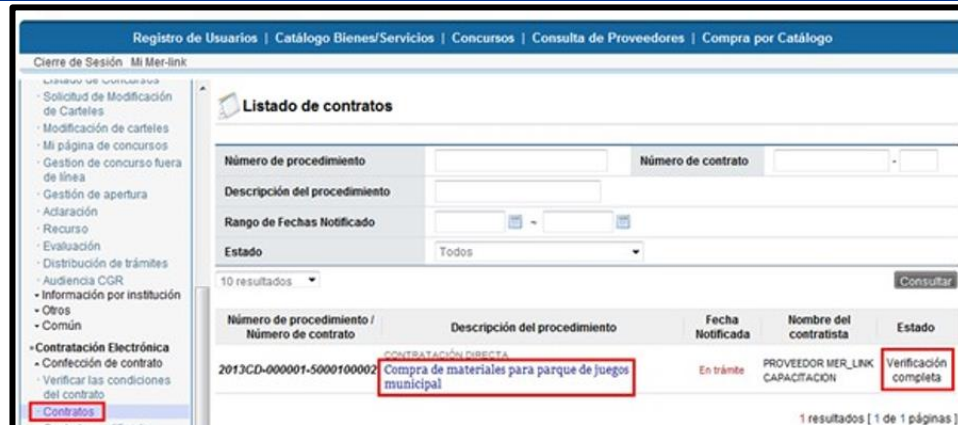 Registro de Usuarios | Catálogo Bienes/Servicios | Concursos | Consulta de Proveedores | Compra por Catálogo
Cierre de Sesión Mi Mer-link
Listado de Concursos
· Solicitud de Modificación
de Carteles
· Modificación de carteles
· Mi página de concursos
· Gestion de concurso fuera
de línea
· Gestión de apertura
· Aclaración
· Recurso
· Evaluación
· Distribución de trámites
· Audiencia CGR
Información por institución
Otros
Común
Contratación Electrónica
Confección de contrato
· Verificar las condiciones
del contrato
· Contratos
Listado de contratos
Número de procedimiento
Número de contrato
-
Descripción del procedimiento
Rango de Fechas Notificado
~
Estado
Todos
10 resultados
Consultar
Número de procedimiento /
Número de contrato
Descripción del procedimiento
Fecha
Notificada
Nombre del
contratista
Estado
2013CD-000001-5000100002
CONTRATACIÓN DIRECTA
Compra de materiales para parque de juegos
municipal
En trámite
PROVEEDOR MER_LINK
CAPACITACION
Verificación
completa
1 resultados [ 1 de 1 páginas ]